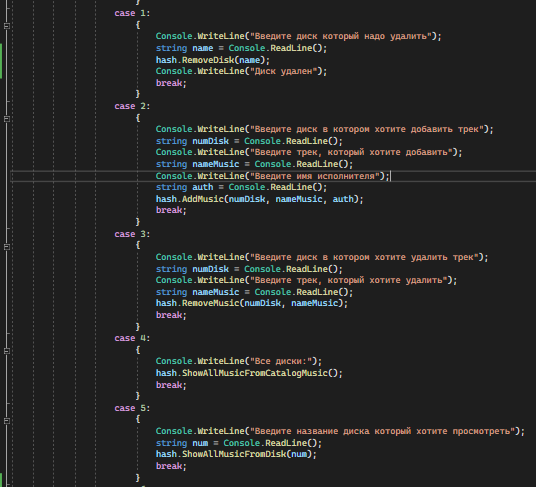 }
case 1:
{
Console.WriteLine("Введите диск который надо удалить");
string name = Console.ReadLine();
hash.RemoveDisk(name);
Console.WriteLine("Диск удален");
break;
}
case 2:
{
Console.WriteLine("Введите диск в котором хотите добавить трек");
string numDisk = Console.ReadLine();
Console.WriteLine("Введите трек, который хотите добавить");
string nameMusic = Console.ReadLine();
Console.WriteLine("Введите имя исполнителя");
string auth = Console.ReadLine();
hash.AddMusic(numDisk, nameMusic, auth);
break;
}
case 3:
{
Console.WriteLine("Введите диск в котором хотите удалить трек");
string numDisk = Console.ReadLine();
Console.WriteLine("Введите трек, который хотите удалить");
string nameMusic = Console.ReadLine();
hash.RemoveMusic(numDisk, nameMusic);
break;
}
case 4:
{
Console.WriteLine("Все диски:");
hash.ShowAllMusicFromCatalogMusic();
break;
}
case 5:
{
Console.WriteLine("Введите название диска который хотите просмотреть");
string num = Console.ReadLine();
hash.ShowAllMusicFromDisk(num);
break;
}